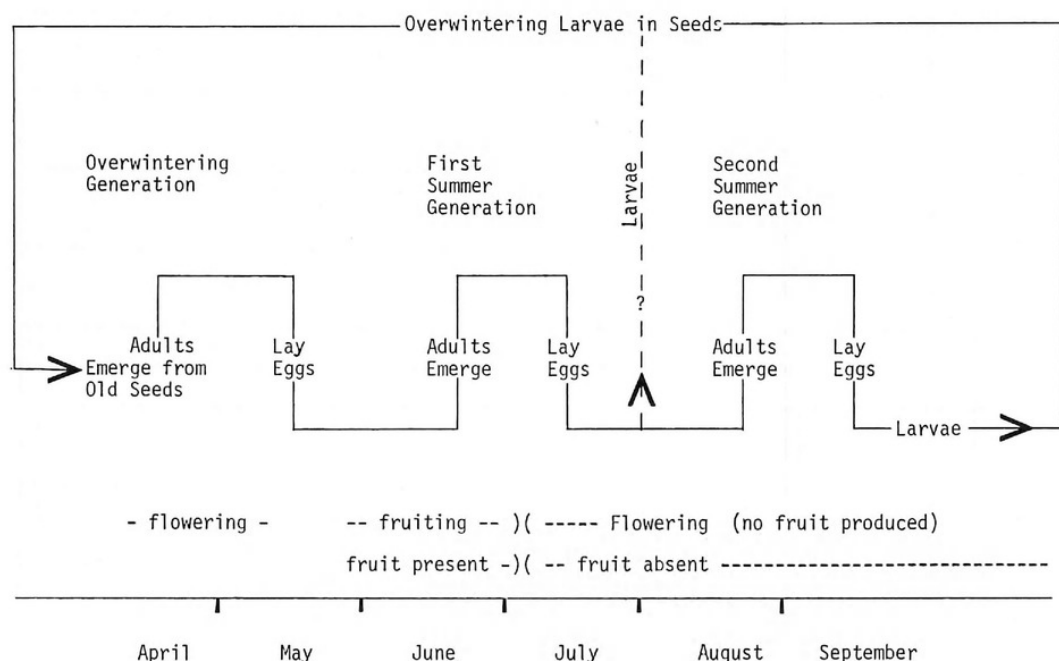 Overwintering Larvae in Seeds
Overwintering
Generation
First
Summer
Generation
Larvae
Second
Summer
Generation
?
Adults
Emerge from
Old Seeds
Lay
Eggs
Adults
Emerge
Lay
Eggs
Adults
Emerge
Lay
Eggs
Larvae
- flowering -
-- fruiting -- )( ----- Flowering (no fruit produced)
fruit present -)( -- fruit absent -----------------------------
April May June July August September